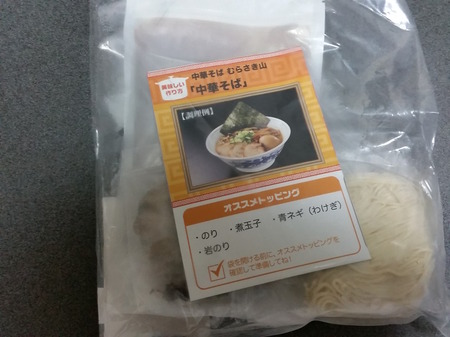 美味しい
作り方
中華そば むらさき山
「中華そば」
【調理例】
オススメトッピング
・のり ・煮玉子 ・青ネギ(わけぎ)
・岩のり
袋を開ける前に、オススメトッピングを
確認して準備してね!